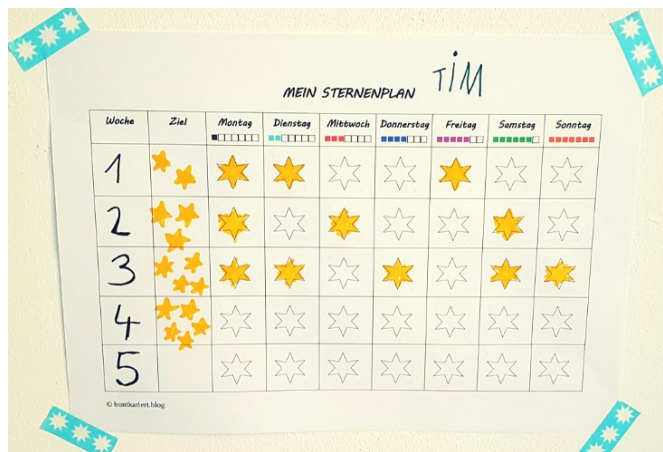 TiM
MEIN STERNENPLAN
Woche Ziel Montag Dienstag Mittwoch Donnerstag Freitag Samstag Sonntag
1
2
3
4
5
© buntkariert.blog